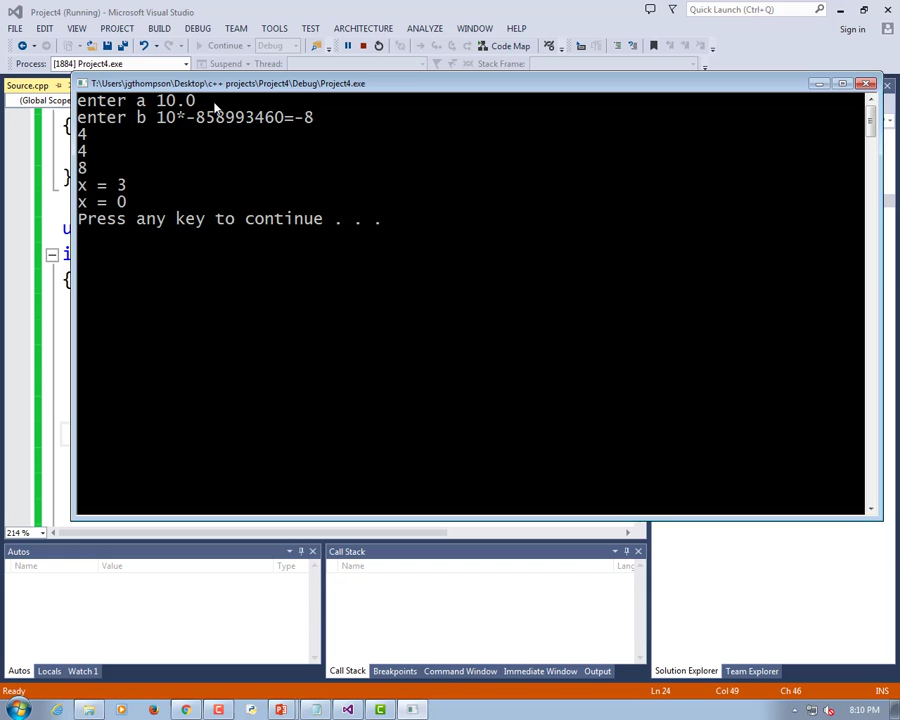 Project4 (Running) - Microsoft Visual Studio
Quick Launch (Ctrl+Q)
FILE EDIT VIEW PROJECT BUILD DEBUG TEAM TOOLS TEST ARCHITECTURE ANALYZE WINDOW HELP
Sign in
Continue Debug Code Map
Process: [1884] Project4.exe Suspend Thread: Stack Frame:
Source.cpp
(Global Scope
T:\Users\jgthompson\Desktop\c++ projects\Project4\Debug\Project4.exe
enter a 10.0
enter b 10*-858993460=-8
4
4
8
x = 3
x = 0
Press any key to continue . . .
{
}
u
i
{
214 %
Autos
Name Value Type
Call Stack
Name Lang
Autos Locals Watch 1
Call Stack Breakpoints Command Window Immediate Window Output
Solution Explorer Team Explorer
Ready Ln 24 Col 49 Ch 46 INS
8:10 PM